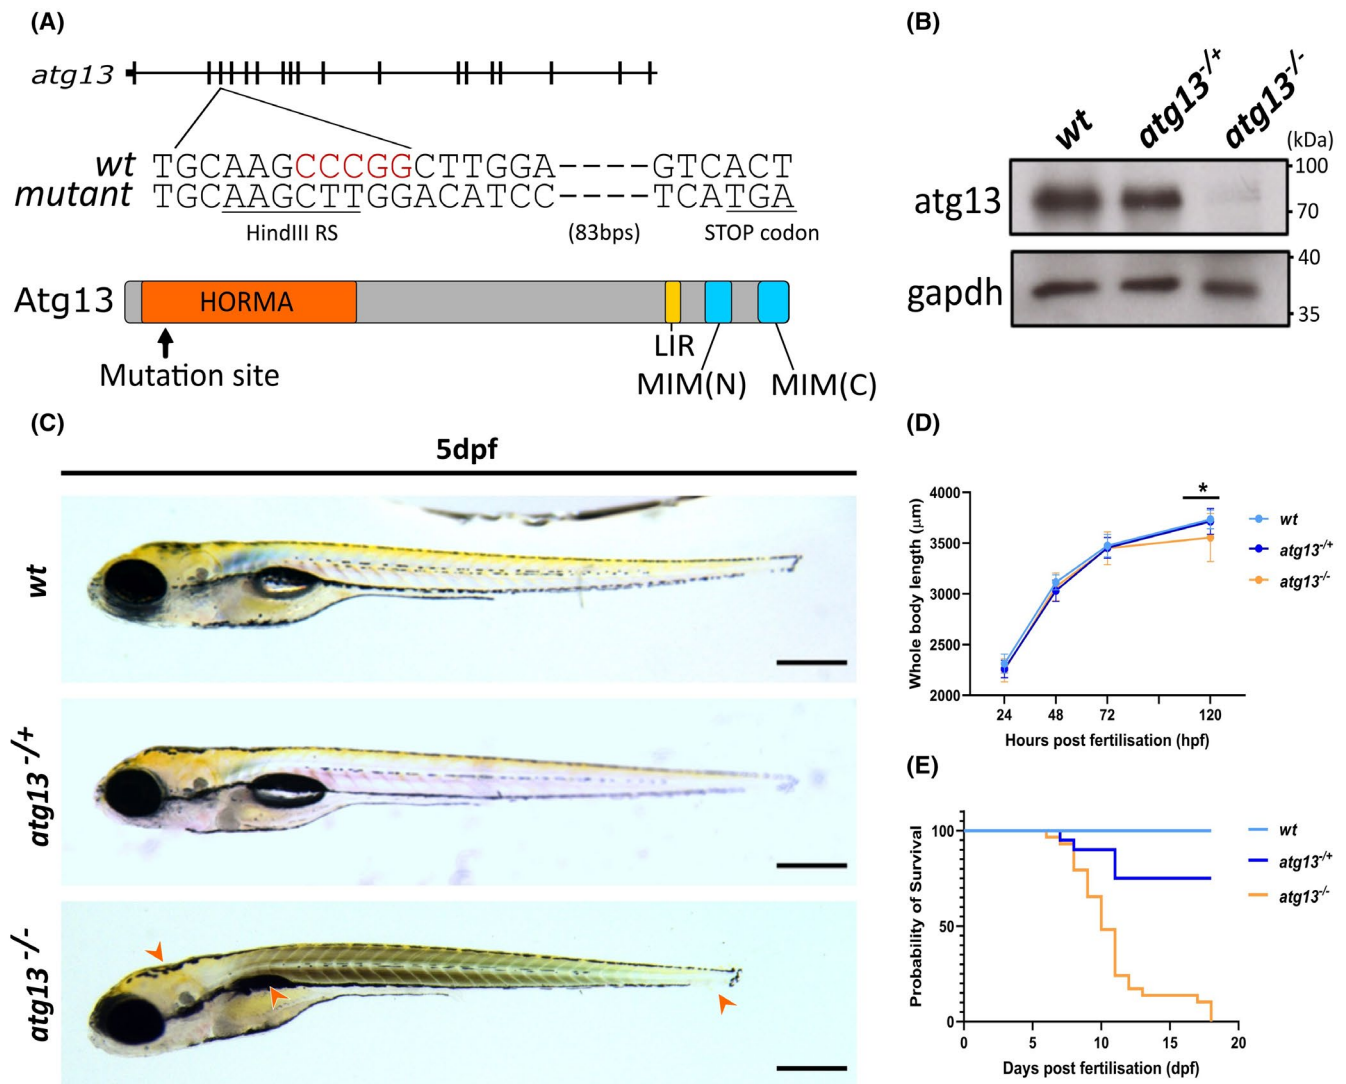 (A)
atg13
wt TGCAAGCCCGGCTTGGA−−−−−GTCACT
mutant TGCAAGCTTGGACATCC−−−−−TCATGA
HindIII RS (83bps) STOP codon
Atg13 HORMA
LIR
Mutation site
MIM(N) MIM(C)
(B)
wt atg13-/+ atg13-/-
(kDa)
atg13
100
70
gapdh
40
35
(C)
5dpf
wt
atg13 -/+
atg13 -/-
(D)
Whole body length (μm)
4000
3500
3000
2500
2000
*
24 48 72 120
Hours post fertilisation (hpf)
wt
atg13-/+
atg13-/-
(E)
Probability of Survival
100
50
0
0 5 10 15 20
Days post fertilisation (dpf)
wt
atg13-/+
atg13-/-